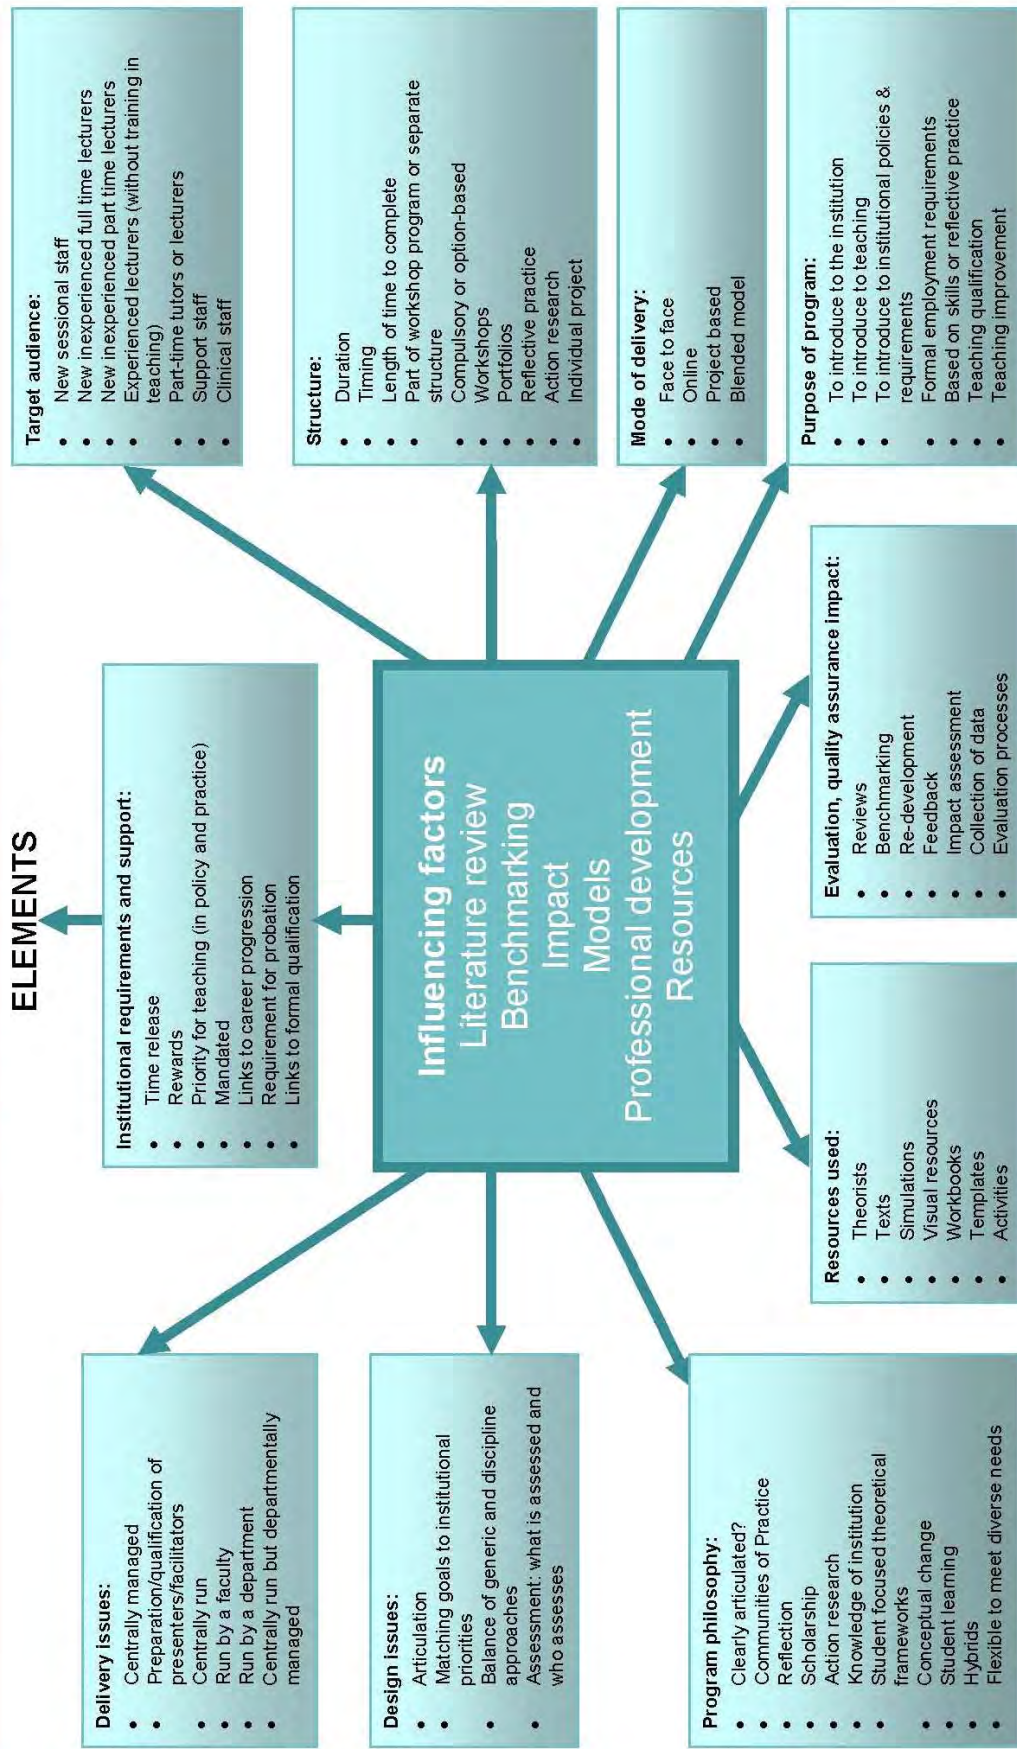 ELEMENTS
Delivery issues:
• Centrally managed
• Preparation/qualification of
presenters/facilitators
• Centrally run
• Run by a faculty
• Run by a department
• Centrally run but departmentally
managed
Design issues:
• Articulation
• Matching goals to institutional
priorities
• Balance of generic and discipline
approaches
• Assessment: what is assessed and
who assesses
Program philosophy:
• Clearly articulated?
• Communities of Practice
• Reflection
• Scholarship
• Action research
• Knowledge of institution
• Student focused theoretical
frameworks
• Conceptual change
• Student learning
• Hybrids
• Flexible to meet diverse needs
Institutional requirements and support:
• Time release
• Rewards
• Priority for teaching (in policy and practice)
• Mandated
• Links to career progression
• Requirement for probation
• Links to formal qualification
Influencing factors
Literature review
Benchmarking
Impact
Models
Professional development
Resources
Resources used:
• Theorists
• Texts
• Simulations
• Visual resources
• Workbooks
• Templates
• Activities
Evaluation, quality assurance impact:
• Reviews
• Benchmarking
• Re-development
• Feedback
• Impact assessment
• Collection of data
• Evaluation processes
Target audience:
• New sessional staff
• New inexperienced full time lecturers
• New inexperienced part time lecturers
• Experienced lecturers (without training in
teaching)
• Part-time tutors or lecturers
• Support staff
• Clinical staff
Structure:
• Duration
• Timing
• Length of time to complete
• Part of workshop program or separate
structure
• Compulsory or option-based
• Workshops
• Portfolios
• Reflective practice
• Action research
• Individual project
Mode of delivery:
• Face to face
• Online
• Project based
• Blended model
Purpose of program:
• To introduce to the institution
• To introduce to teaching
• To introduce to institutional policies &
requirements
• Formal employment requirements
• Based on skills or reflective practice
• Teaching qualification
• Teaching improvement